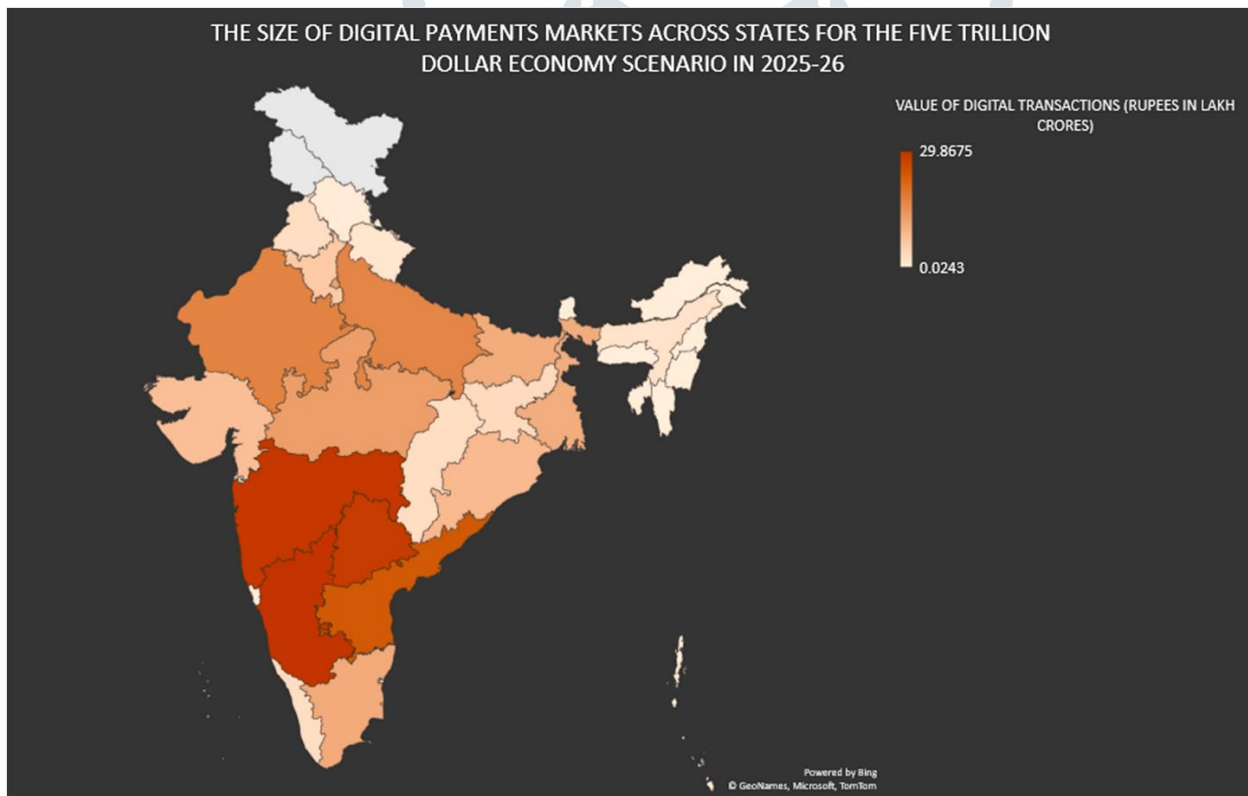 THE SIZE OF DIGITAL PAYMENTS MARKETS ACROSS STATES FOR THE FIVE TRILLION
DOLLAR ECONOMY SCENARIO IN 2025-26
VALUE OF DIGITAL TRANSACTIONS (RUPEES IN LAKH
CRORES)
29.8675
0.0243
Powered by Bing
© GeoNames, Microsoft, TomTom